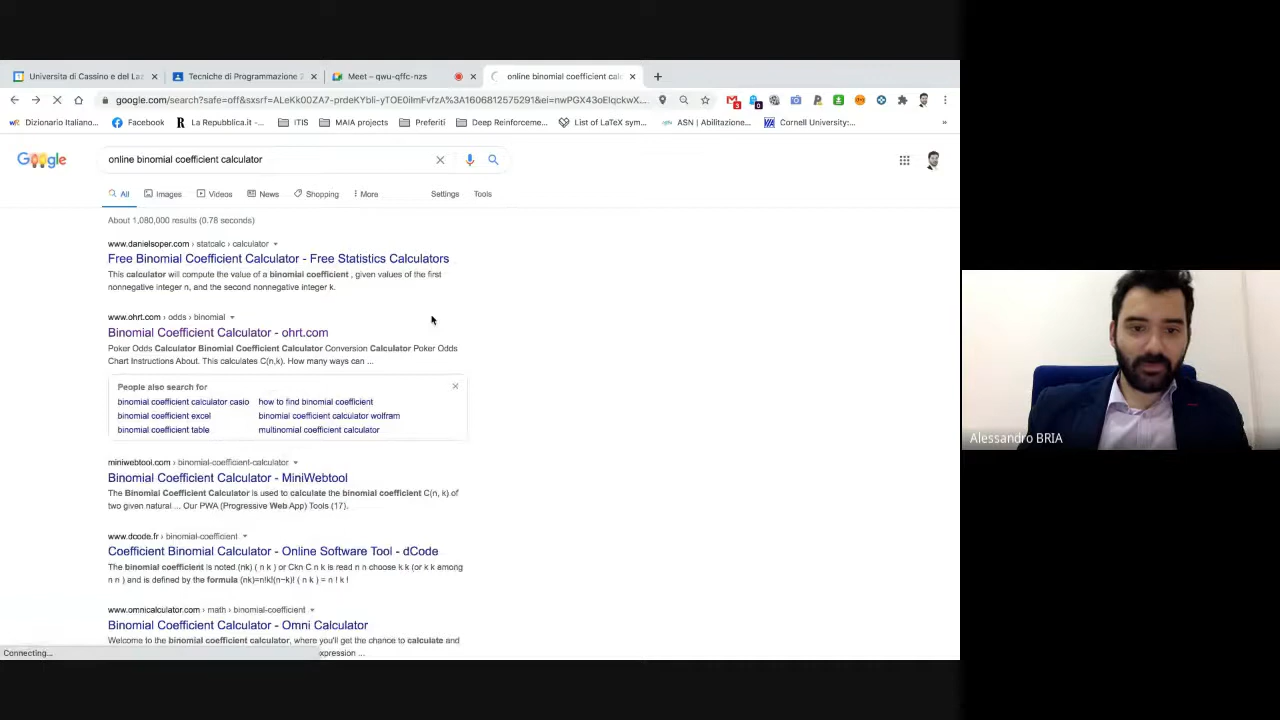 Universita di Cassino e del Laz
Tecniche di Programmazione 2
Meet – qwu-qffc-nzs
online binomial coefficient calc
google.com/search?safe=off&sxsrf=ALeKk00ZA7-prdeKYbli-yTOE0iImFvfzA%3A1606812575291&ei=nwPGX43oEIqckwX...
Dizionario Italiano...
Facebook
La Repubblica.it -...
ITIS
MAIA projects
Preferiti
Deep Reinforceme...
List of LaTeX sym...
ASN | Abilitazione...
Cornell University:...
»
Google
online binomial coefficient calculator
All
Images
Videos
News
Shopping
More
Settings
Tools
About 1,080,000 results (0.78 seconds)
www.danielsoper.com › statcalc › calculator
Free Binomial Coefficient Calculator - Free Statistics Calculators
This calculator will compute the value of a binomial coefficient , given values of the first
nonnegative integer n, and the second nonnegative integer k.
www.ohrt.com › odds › binomial
Binomial Coefficient Calculator - ohrt.com
Poker Odds Calculator Binomial Coefficient Calculator Conversion Calculator Poker Odds
Chart Instructions About. This calculates C(n,k). How many ways can ...
People also search for
binomial coefficient calculator casio
how to find binomial coefficient
binomial coefficient excel
binomial coefficient calculator wolfram
binomial coefficient table
multinomial coefficient calculator
miniwebtool.com › binomial-coefficient-calculator
Binomial Coefficient Calculator - MiniWebtool
The Binomial Coefficient Calculator is used to calculate the binomial coefficient C(n, k) of
two given natural ... Our PWA (Progressive Web App) Tools (17).
www.dcode.fr › binomial-coefficient
Coefficient Binomial Calculator - Online Software Tool - dCode
The binomial coefficient is noted (nk) ( n k ) or Ckn C n k is read n n choose k k (or k k among
n n ) and is defined by the formula (nk)=n!k!(n−k)! ( n k ) = n ! k !
www.omnicalculator.com › math › binomial-coefficient
Binomial Coefficient Calculator - Omni Calculator
Welcome to the binomial coefficient calculator, where you'll get the chance to calculate and
xpression ...
Connecting...
Alessandro BRIA